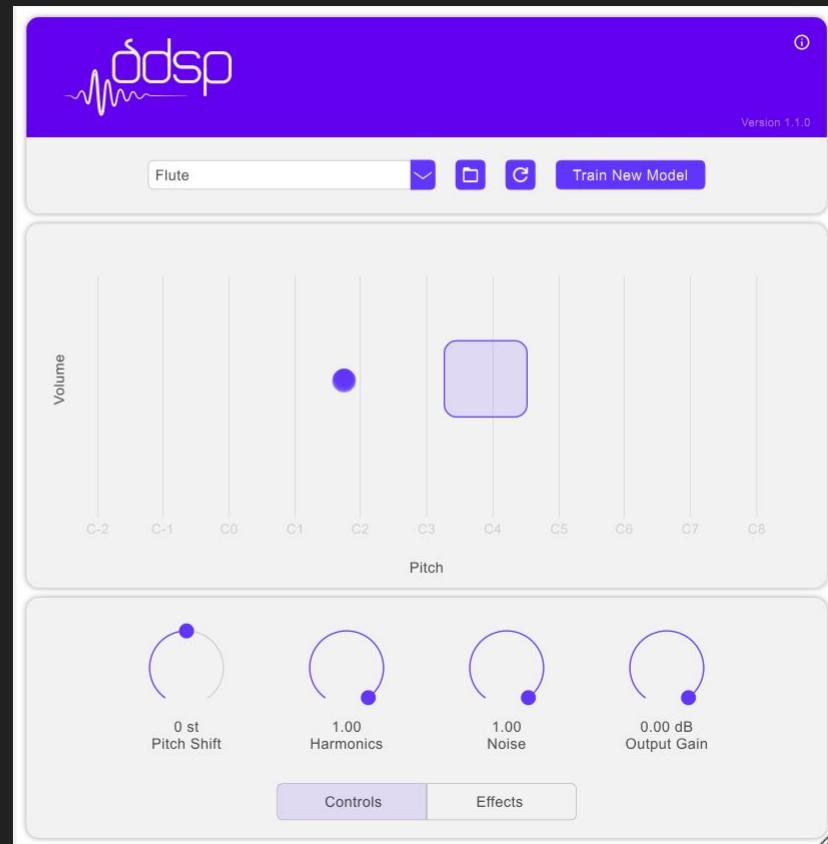 ddsp
Version 1.1.0
Flute
Train New Model
Volume
C-2 C-1 C0 C1 C2 C3 C4 C5 C6 C7 C8
Pitch
0 st 1.00 1.00 0.00 dB
Pitch Shift Harmonics Noise Output Gain
Controls Effects